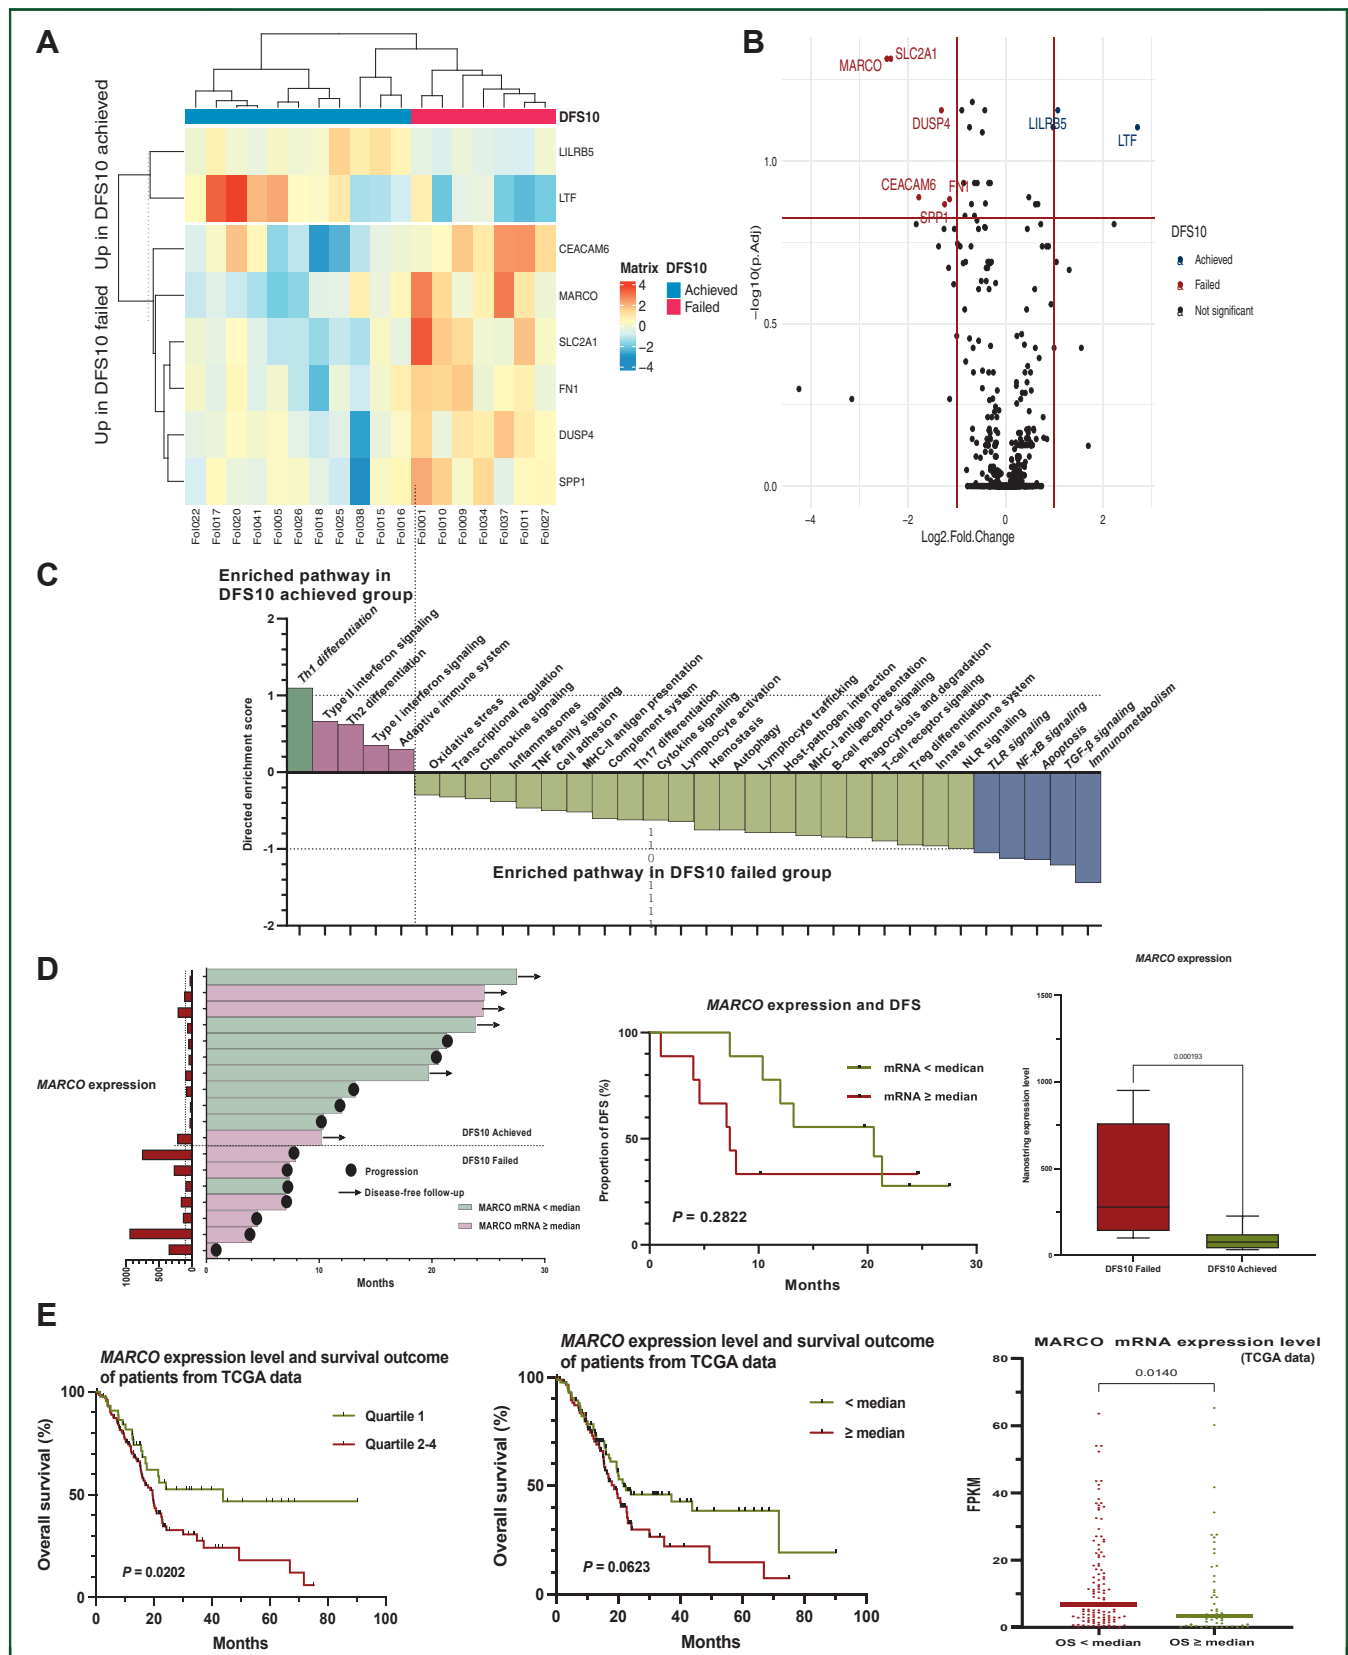 A
Up in DFS10 achieved
Up in DFS10 failed
DFS10
LILRB5
LTF
CEACAM6
MARCO
SLC2A1
FN1
DUSP4
SPP1
Fol022
Fol017
Fol020
Fol041
Fol005
Fol026
Fol018
Fol025
Fol038
Fol015
Fol016
Fol001
Fol010
Fol009
Fol034
Fol037
Fol011
Fol027
Matrix DFS10
4
2
0
−2
−4
Achieved
Failed
B
SLC2A1
MARCO
DUSP4
LILRB5
LTF
CEACAM6
FN1
SPP1
1.0
0.5
0.0
−log10(p.Adj)
−4
−2
0
2
Log2.Fold.Change
DFS10
Achieved
Failed
Not significant
C
Enriched pathway in
DFS10 achieved group
Directed enrichment score
2
1
0
-1
-2
Th1 differentiation
Type II interferon signaling
Th2 differentiation
Type I interferon signaling
Adaptive immune system
Oxidative stress
Transcriptional regulation
Chemokine signaling
Inflammasomes
TNF family signaling
Cell adhesion
MHC-II antigen presentation
Complement system
Th17 differentiation
Cytokine signaling
Lymphocyte activation
Hemostasis
Autophagy
Lymphocyte trafficking
Host-pathogen interaction
MHC-I antigen presentation
B-cell receptor signaling
Phagocytosis and degradation
T-cell receptor signaling
Treg differentiation
Innate immune system
NLR signaling
TLR signaling
NF-κB signaling
Apoptosis
TGF-β signaling
Immunometabolism
1
1
0
1
1
1
1
Enriched pathway in DFS10 failed group
D
MARCO expression
1000
500
0
DFS10 Achieved
DFS10 Failed
Progression
Disease-free follow-up
MARCO mRNA < median
MARCO mRNA ≥ median
0
10
20
30
Months
MARCO expression and DFS
Proportion of DFS (%)
100
50
0
mRNA < medican
mRNA ≥ median
P = 0.2822
0
10
20
30
Months
MARCO expression
Nanostring expression level
1500
1000
500
0
0.000193
DFS10 Failed
DFS10 Achieved
E
MARCO expression level and survival outcome
of patients from TCGA data
Overall survival (%)
100
50
0
Quartile 1
Quartile 2-4
P = 0.0202
0
20
40
60
80
100
Months
MARCO expression level and survival outcome
of patients from TCGA data
Overall survival (%)
100
50
0
< median
≥ median
P = 0.0623
0
20
40
60
80
100
Months
MARCO mRNA expression level
(TCGA data)
FPKM
80
60
40
20
0
0.0140
OS < median
OS ≥ median